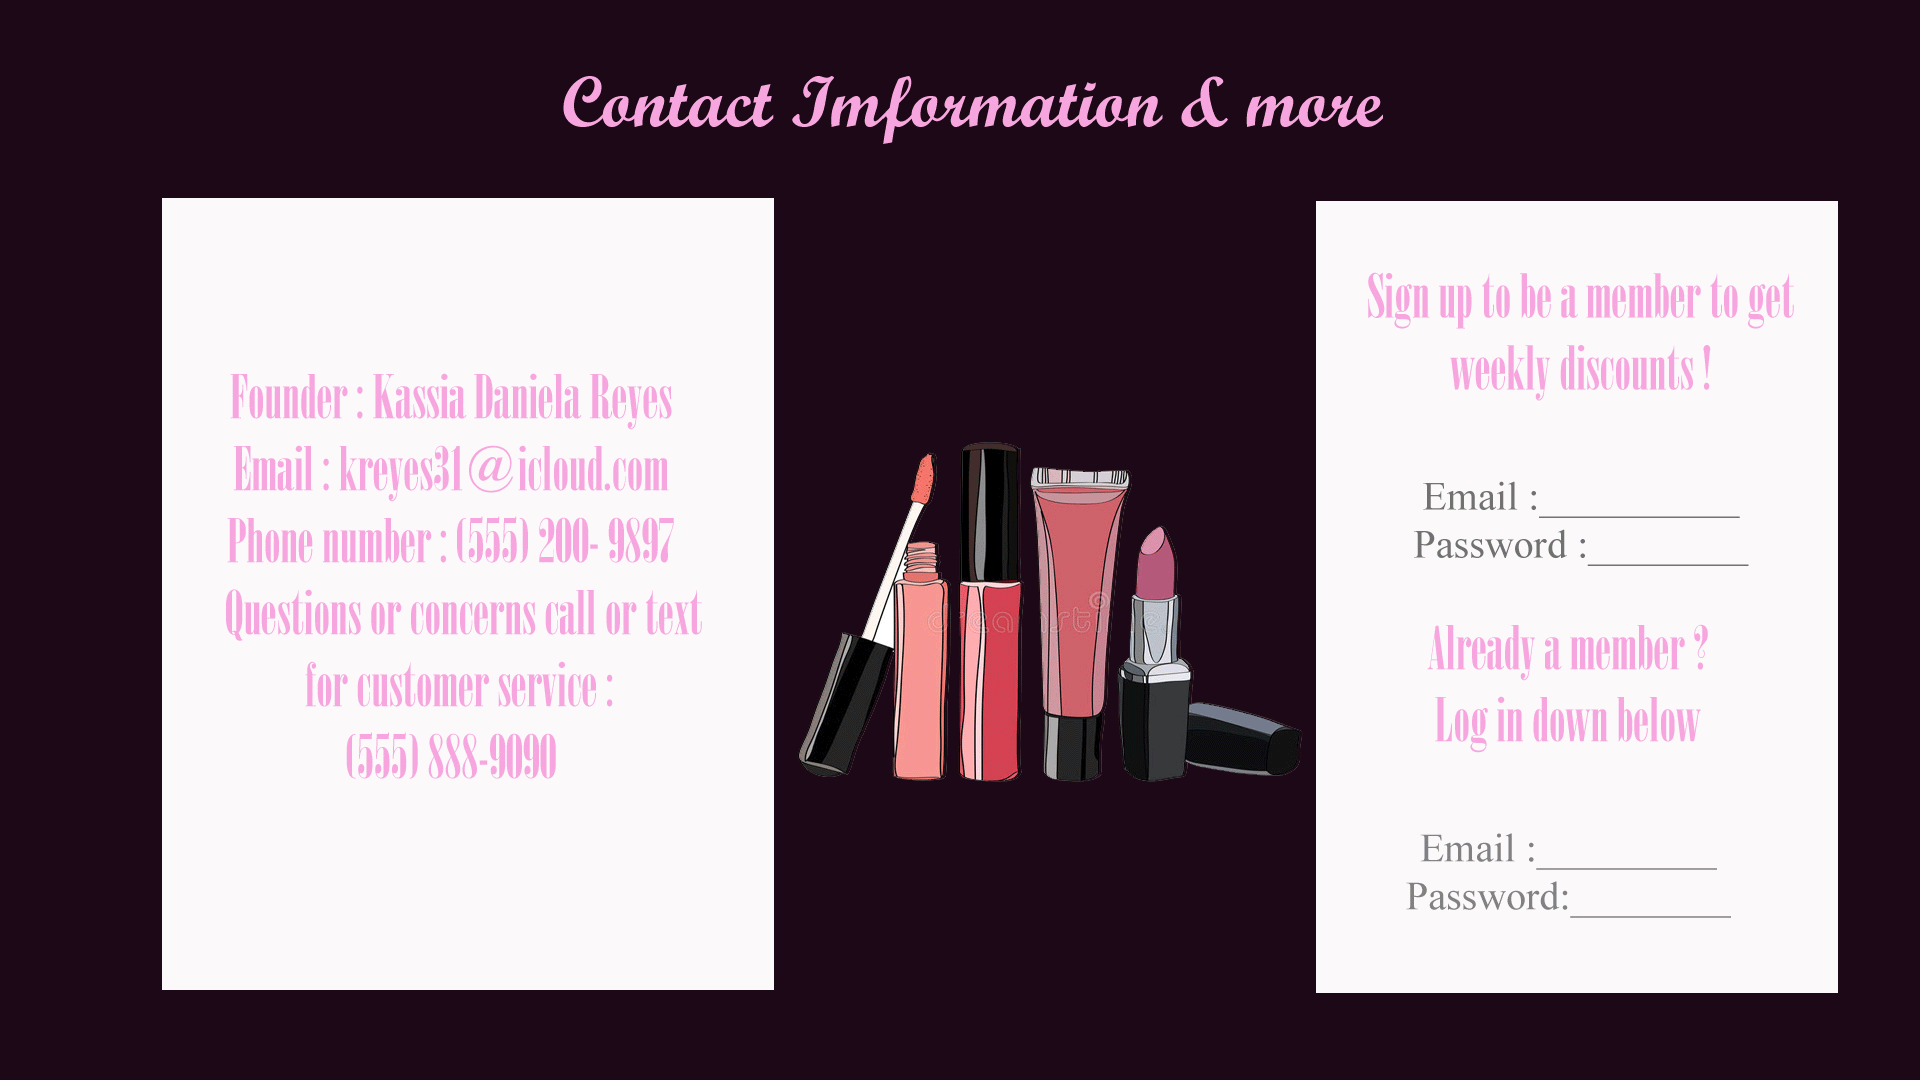 Contact Imformation & more
Founder : Kassia Daniela Reyes
Email : kreyes31@icloud.com
Phone number : (555) 200- 9897
Questions or concerns call or text
for customer service :
(555) 888-9090
dreamstime
Sign up to be a member to get
weekly discounts !
Email :__________
Password :________
Already a member ?
Log in down below
Email :_________
Password:________